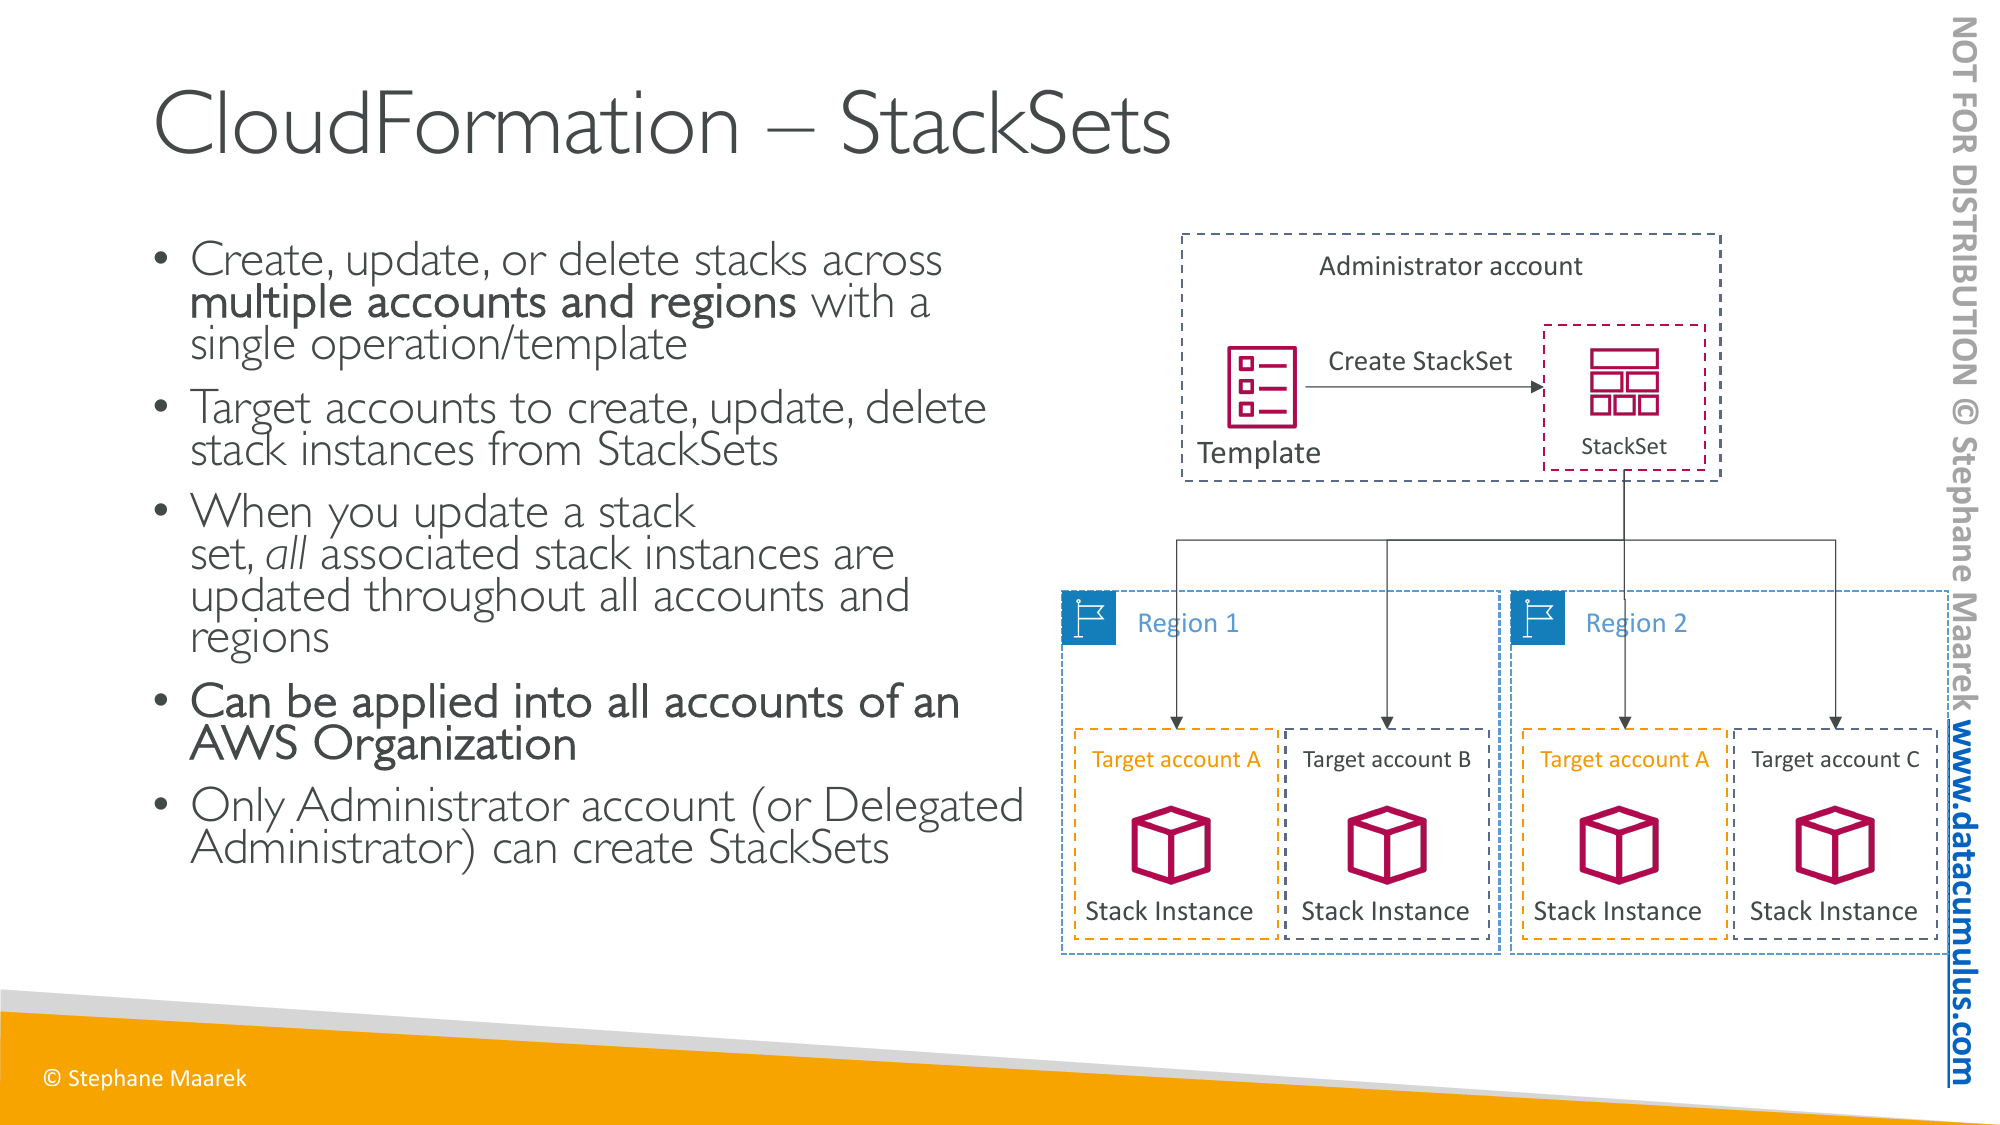 CloudFormation – StackSets
• Create, update, or delete stacks across
multiple accounts and regions with a
single operation/template
• Target accounts to create, update, delete
stack instances from StackSets
• When you update a stack
set, all associated stack instances are
updated throughout all accounts and
regions
• Can be applied into all accounts of an
AWS Organization
• Only Administrator account (or Delegated
Administrator) can create StackSets
Administrator account
Create StackSet
Template
StackSet
Region 1
Region 2
Target account A
Target account B
Target account A
Target account C
Stack Instance
Stack Instance
Stack Instance
Stack Instance
NOT FOR DISTRIBUTION © Stephane Maarek www.datacumulus.com
© Stephane Maarek